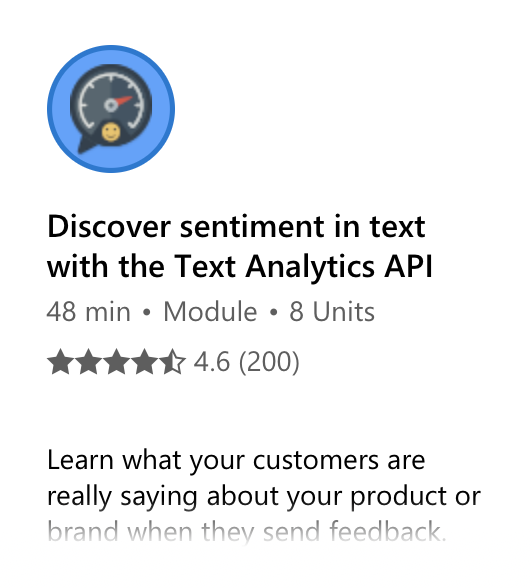 Discover sentiment in text
with the Text Analytics API
48 min • Module • 8 Units
4.6 (200)
Learn what your customers are
really saying about your product or
brand when they send feedback.